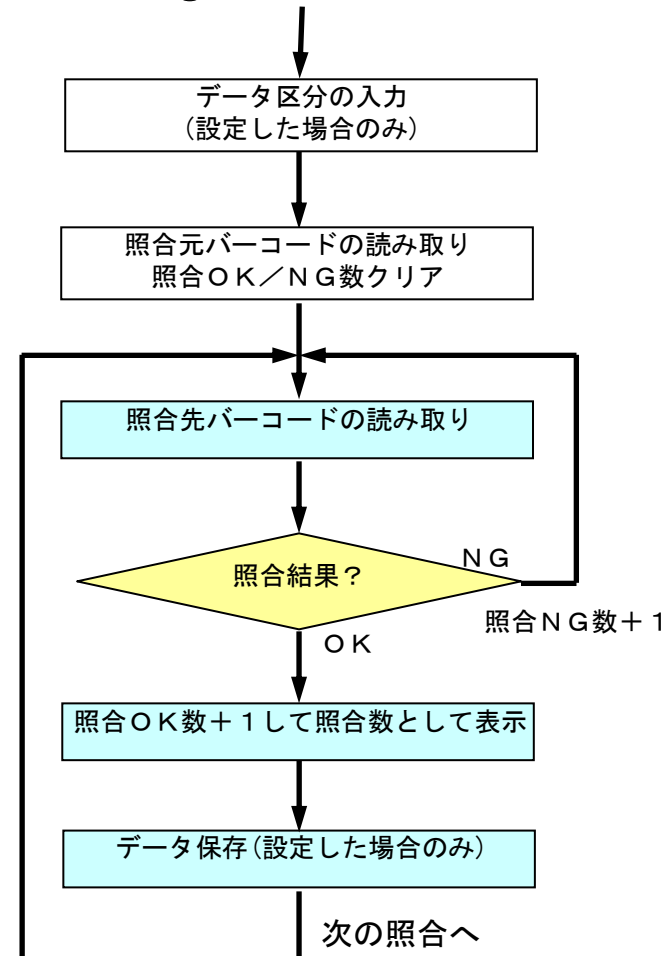 データ区分の入力
(設定した場合のみ)
照合元バーコードの読み取り
照合ＯＫ／ＮＧ数クリア
照合先バーコードの読み取り
照合結果？
ＮＧ
照合ＮＧ数＋１
ＯＫ
照合ＯＫ数＋１して照合数として表示
データ保存(設定した場合のみ)
次の照合へ